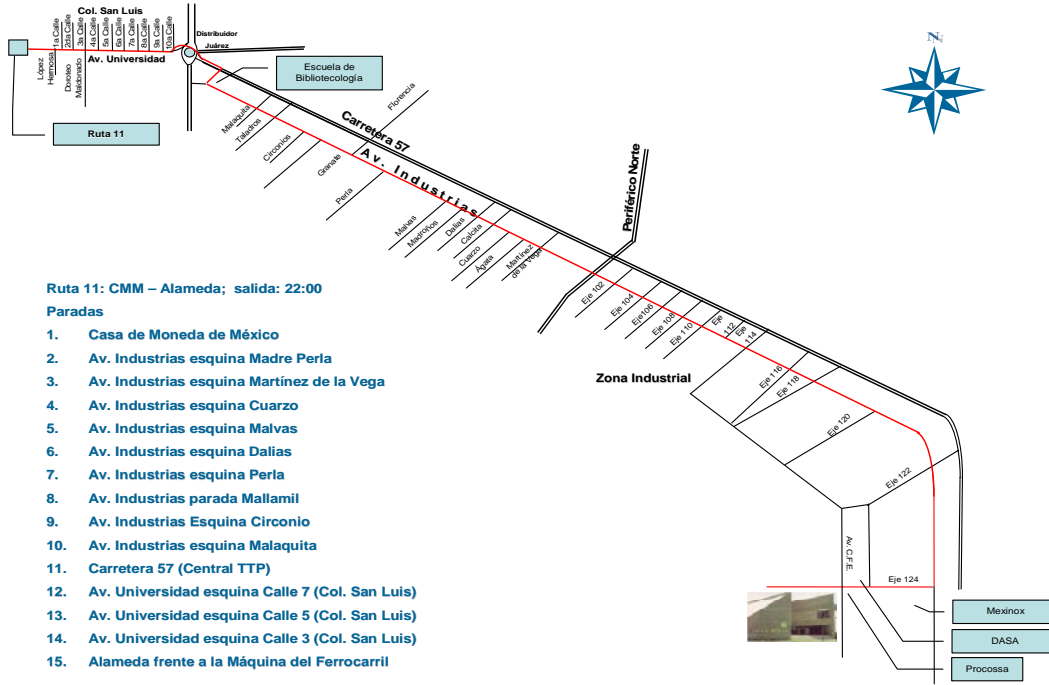 Col. San Luis
1a Calle
2da Calle
3a Calle
4a Calle
5a Calle
6a Calle
7a Calle
8a Calle
9a Calle
10a Calle
Distribuidor
Juárez
López
Hermosa
Doroteo
Maldonado
Av. Universidad
Ruta 11
Escuela de
Bibliotecología
N
Florencia
Malaquita
Taladros
Circonios
Granate
Perla
Carretera 57
Av. Industrias
Periférico Norte
Malvas
Madroños
Dalias
Calcita
Cuarzo
Ágata
Martínez
de la Vega
Eje 102
Eje 104
Eje106
Eje 108
Eje 110
Eje
112
Eje
114
Zona Industrial
Eje 116
Eje 118
Eje 120
Eje 122
Av. C.F.E.
Eje 124
Mexinox
DASA
Procossa
Ruta 11: CMM – Alameda; salida: 22:00
Paradas
1. Casa de Moneda de México
2. Av. Industrias esquina Madre Perla
3. Av. Industrias esquina Martínez de la Vega
4. Av. Industrias esquina Cuarzo
5. Av. Industrias esquina Malvas
6. Av. Industrias esquina Dalias
7. Av. Industrias esquina Perla
8. Av. Industrias parada Mallamil
9. Av. Industrias Esquina Circonio
10. Av. Industrias esquina Malaquita
11. Carretera 57 (Central TTP)
12. Av. Universidad esquina Calle 7 (Col. San Luis)
13. Av. Universidad esquina Calle 5 (Col. San Luis)
14. Av. Universidad esquina Calle 3 (Col. San Luis)
15. Alameda frente a la Máquina del Ferrocarril